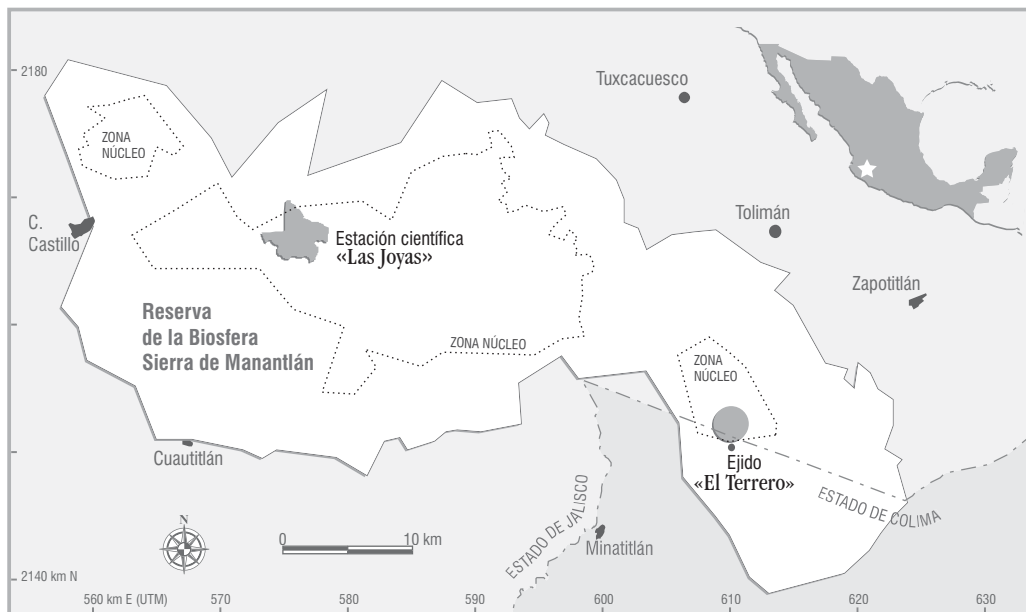 2180
Tuxcacuesco
ZONA
NÚCLEO
C.
Castillo
Tolimán
Estación científica
«Las Joyas»
Zapotitlán
Reserva
de la Biosfera
Sierra de Manantlán
ZONA NÚCLEO
ZONA
NÚCLEO
Cuautitlán
Ejido
«El Terrero»
ESTADO DE COLIMA
ESTADO DE JALISCO
N
0 10 km
Minatitlán
2140 km N
560 km E (UTM) 570 580 590 600 610 620 630